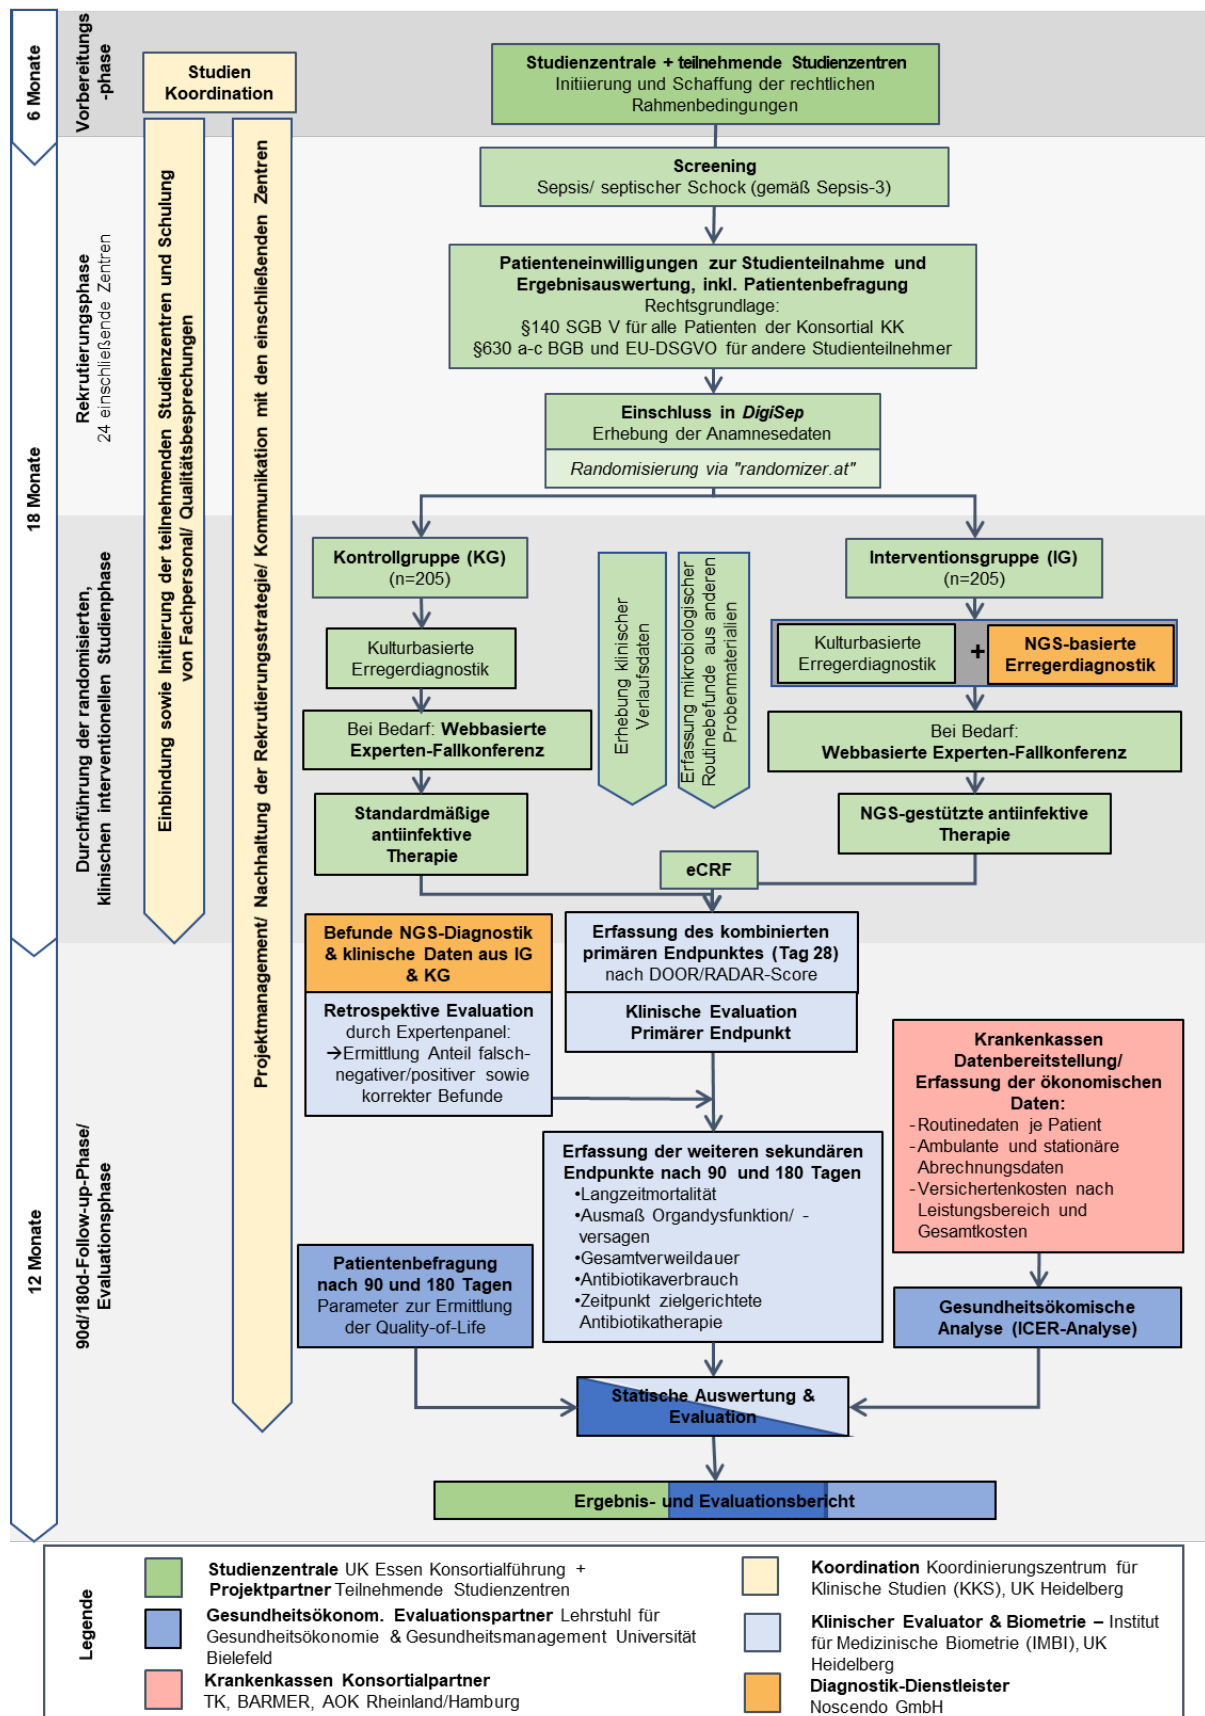 6 Monate
Vorbereitungs
-phase
Studien
Koordination
Studienzentrale + teilnehmende Studienzentren
Initiierung und Schaffung der rechtlichen
Rahmenbedingungen
18 Monate
Rekrutierungsphase
24 einschließende Zentren
Einbindung sowie Initiierung der teilnehmenden Studienzentren und Schulung
von Fachpersonal/ Qualitätsbesprechungen
Projektmanagement/ Nachhaltung der Rekrutierungsstrategie/ Kommunikation mit den einschließenden Zentren
Screening
Sepsis/ septischer Schock (gemäß Sepsis-3)
Patienteneinwilligungen zur Studienteilnahme und
Ergebnisauswertung, inkl. Patientenbefragung
Rechtsgrundlage:
§140 SGB V für alle Patienten der Konsortial KK
§630 a-c BGB und EU-DSGVO für andere Studienteilnehmer
Einschluss in DigiSep
Erhebung der Anamnesedaten
Randomisierung via "randomizer.at"
Durchführung der randomisierten,
klinischen interventionellen Studienphase
Kontrollgruppe (KG)
(n=205)
Kulturbasierte
Erregerdiagnostik
Bei Bedarf: Webbasierte
Experten-Fallkonferenz
Standardmäßige
antiinfektive
Therapie
Erhebung klinischer
Verlaufsdaten
Erfassung mikrobiologischer
Routinebefunde aus anderen
Probenmaterialien
Interventionsgruppe (IG)
(n=205)
Kulturbasierte
Erregerdiagnostik
+
NGS-basierte
Erregerdiagnostik
Bei Bedarf:
Webbasierte Experten-Fallkonferenz
NGS-gestützte antiinfektive
Therapie
eCRF
12 Monate
90d/180d-Follow-up-Phase/
Evaluationsphase
Befunde NGS-Diagnostik
& klinische Daten aus IG
& KG
Retrospektive Evaluation
durch Expertenpanel:
→Ermittlung Anteil falsch-
negativer/positiver sowie
korrekter Befunde
Erfassung des kombinierten
primären Endpunktes (Tag 28)
nach DOOR/RADAR-Score
Klinische Evaluation
Primärer Endpunkt
Krankenkassen
Datenbereitstellung/
Erfassung der ökonomischen
Daten:
-Routinedaten je Patient
-Ambulante und stationäre
Abrechnungsdaten
-Versichertenkosten nach
Leistungsbereich und
Gesamtkosten
Erfassung der weiteren sekundären
Endpunkte nach 90 und 180 Tagen
•Langzeitmortalität
•Ausmaß Organdysfunktion/ -
versagen
•Gesamtverweildauer
•Antibiotikaverbrauch
•Zeitpunkt zielgerichtete
Antibiotikatherapie
Patientenbefragung
nach 90 und 180 Tagen
Parameter zur Ermittlung
der Quality-of-Life
Gesundheitsökomische
Analyse (ICER-Analyse)
Statische Auswertung &
Evaluation
Ergebnis- und Evaluationsbericht
Legende
Studienzentrale UK Essen Konsortialführung +
Projektpartner Teilnehmende Studienzentren
Gesundheitsökonom. Evaluationspartner Lehrstuhl für
Gesundheitsökonomie & Gesundheitsmanagement Universität
Bielefeld
Krankenkassen Konsortialpartner
TK, BARMER, AOK Rheinland/Hamburg
Koordination Koordinierungszentrum für
Klinische Studien (KKS), UK Heidelberg
Klinischer Evaluator & Biometrie – Institut
für Medizinische Biometrie (IMBI), UK
Heidelberg
Diagnostik-Dienstleister
Noscendo GmbH